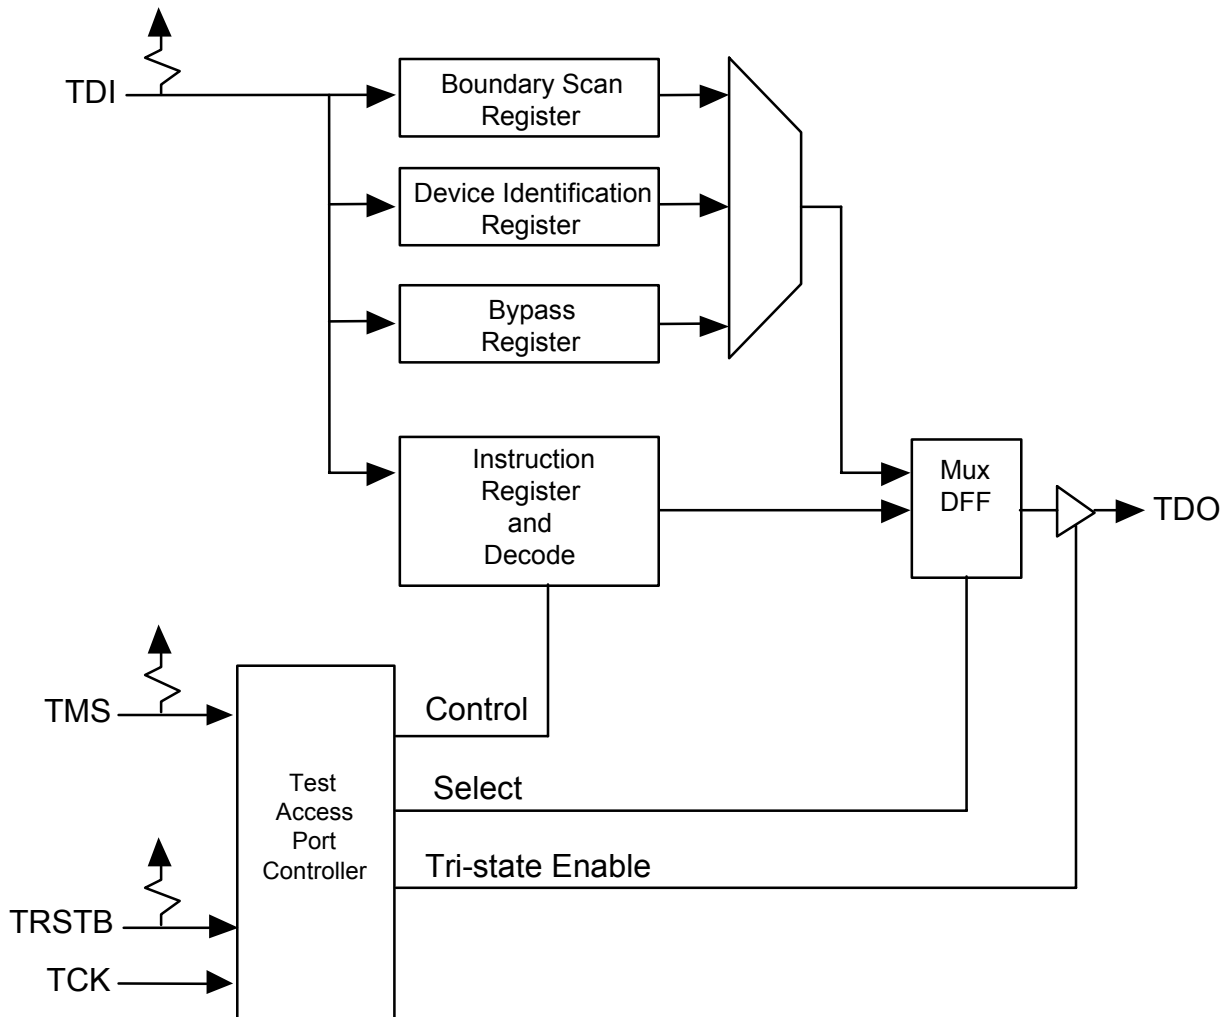 TDI
Boundary Scan
Register
Device Identification
Register
Bypass
Register
Instruction
Register
and
Decode
Mux
DFF
TDO
TMS
Control
Select
Test
Access
Port
Controller
Tri-state Enable
TRSTB
TCK